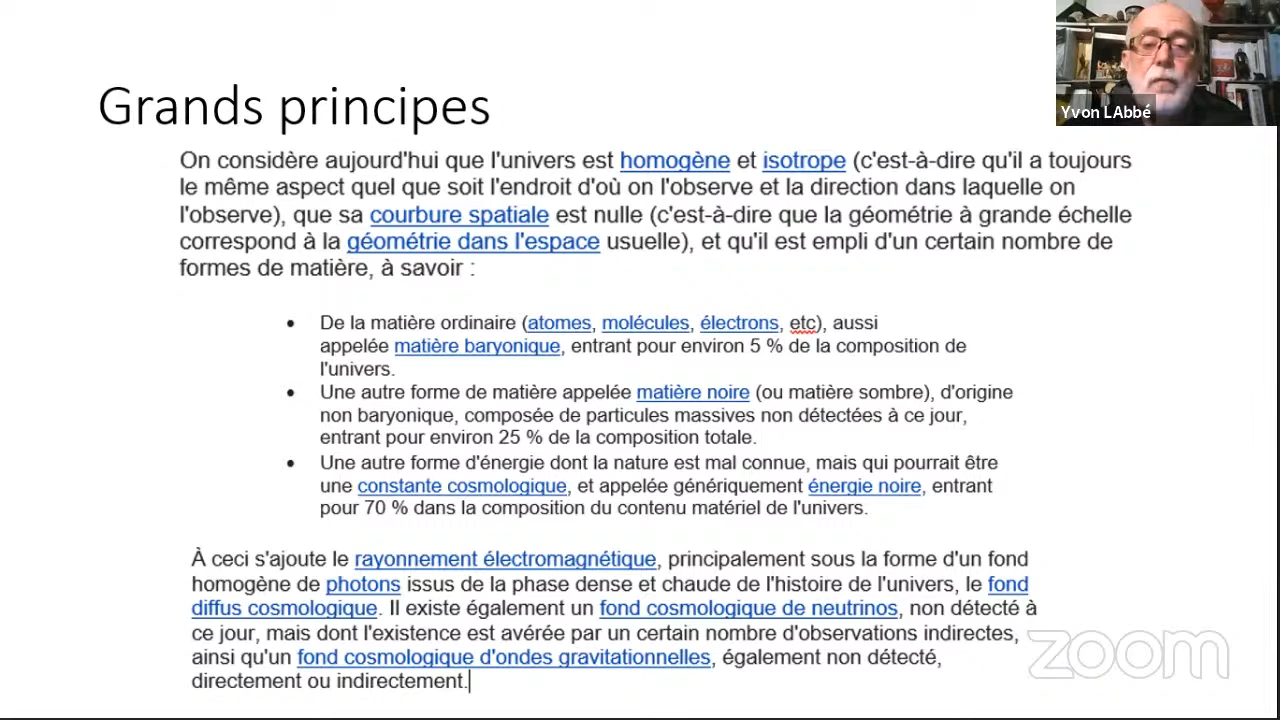 Grands principes
Yvon LAbbé
On considère aujourd'hui que l'univers est homogène et isotrope (c'est-à-dire qu'il a toujours
le même aspect quel que soit l'endroit d'où on l'observe et la direction dans laquelle on
l'observe), que sa courbure spatiale est nulle (c'est-à-dire que la géométrie à grande échelle
correspond à la géométrie dans l'espace usuelle), et qu'il est empli d'un certain nombre de
formes de matière, à savoir :
• De la matière ordinaire (atomes, molécules, électrons, etc), aussi
appelée matière baryonique, entrant pour environ 5 % de la composition de
l'univers.
• Une autre forme de matière appelée matière noire (ou matière sombre), d'origine
non baryonique, composée de particules massives non détectées à ce jour,
entrant pour environ 25 % de la composition totale.
• Une autre forme d'énergie dont la nature est mal connue, mais qui pourrait être
une constante cosmologique, et appelée génériquement énergie noire, entrant
pour 70 % dans la composition du contenu matériel de l'univers.
À ceci s'ajoute le rayonnement électromagnétique, principalement sous la forme d'un fond
homogène de photons issus de la phase dense et chaude de l'histoire de l'univers, le fond
diffus cosmologique. Il existe également un fond cosmologique de neutrinos, non détecté à
ce jour, mais dont l'existence est avérée par un certain nombre d'observations indirectes,
ainsi qu'un fond cosmologique d'ondes gravitationnelles, également non détecté,
directement ou indirectement.
zoom